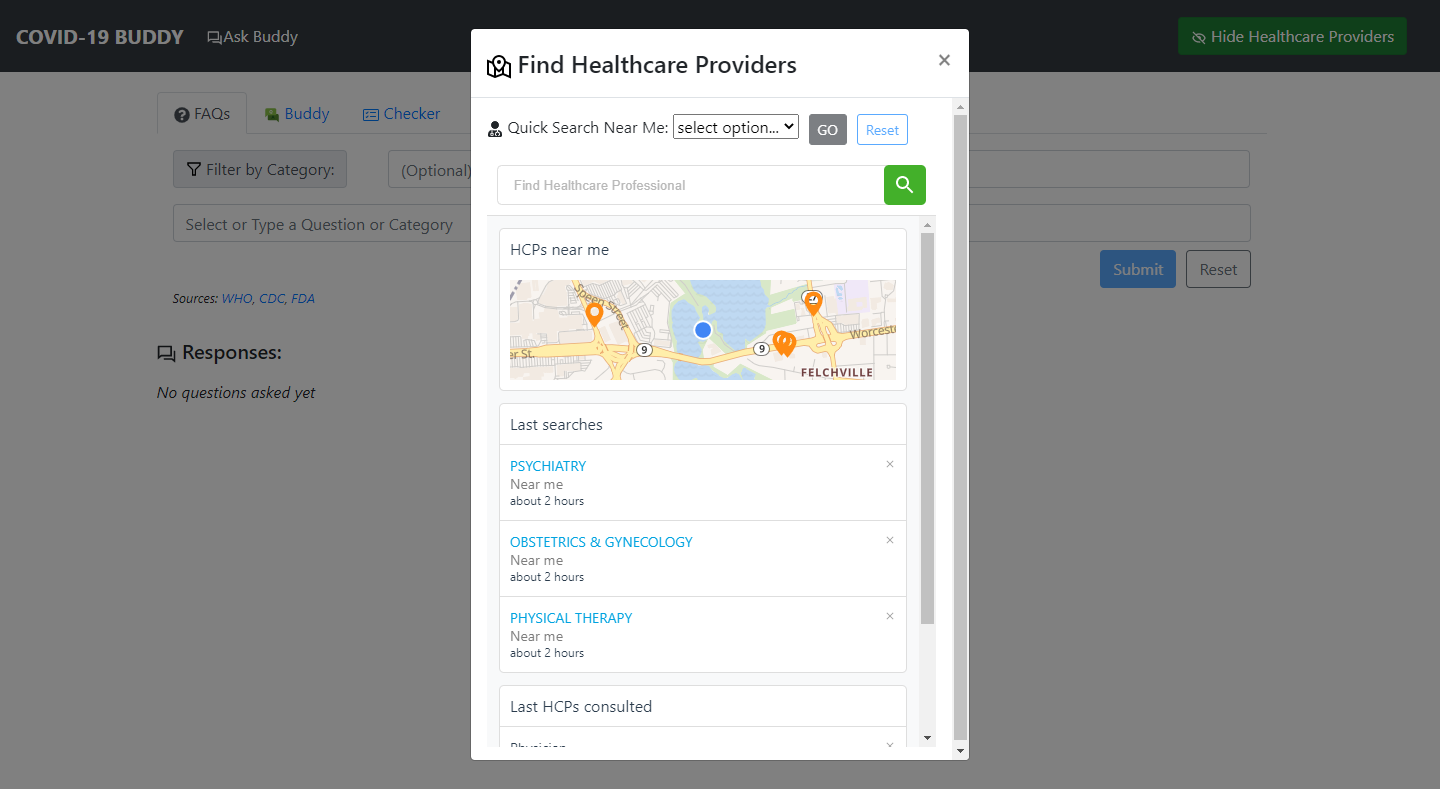 COVID-19 BUDDY Ask Buddy
Hide Healthcare Providers
FAQs Buddy Checker
Filter by Category: (Optional)
Select or Type a Question or Category
Submit Reset
Sources: WHO, CDC, FDA
Responses:
No questions asked yet
Find Healthcare Providers ×
Quick Search Near Me: select option... GO Reset
Find Healthcare Professional
HCPs near me
Speen Street
9
9
Worceste
er St.
FELCHVILLE
Last searches
PSYCHIATRY ×
Near me
about 2 hours
OBSTETRICS & GYNECOLOGY ×
Near me
about 2 hours
PHYSICAL THERAPY ×
Near me
about 2 hours
Last HCPs consulted
Physician ×